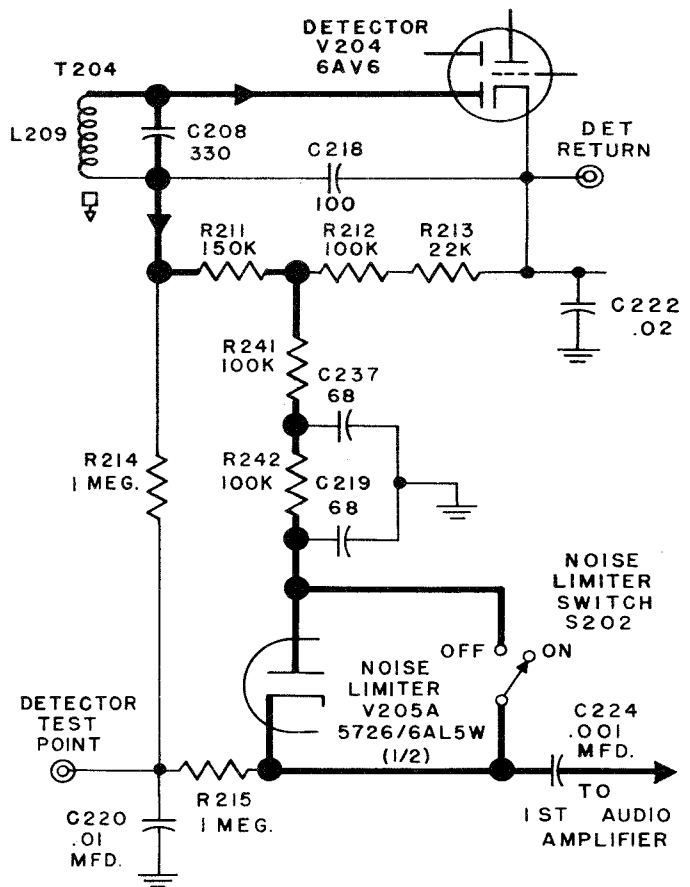 DETECTOR
V204
6AV6
T204
L209
C208
330
C218
100
DET
RETURN
R211
150K
R212
100K
R213
22K
C222
.02
R241
100K
C237
68
R214
1 MEG.
R242
100K
C219
68
NOISE
LIMITER
SWITCH
S202
OFF
ON
NOISE
LIMITER
V205A
5726/6AL5W
(1/2)
DETECTOR
TEST
POINT
C224
.001
MFD.
R215
1 MEG.
TO
1ST AUDIO
AMPLIFIER
C220
.01
MFD.